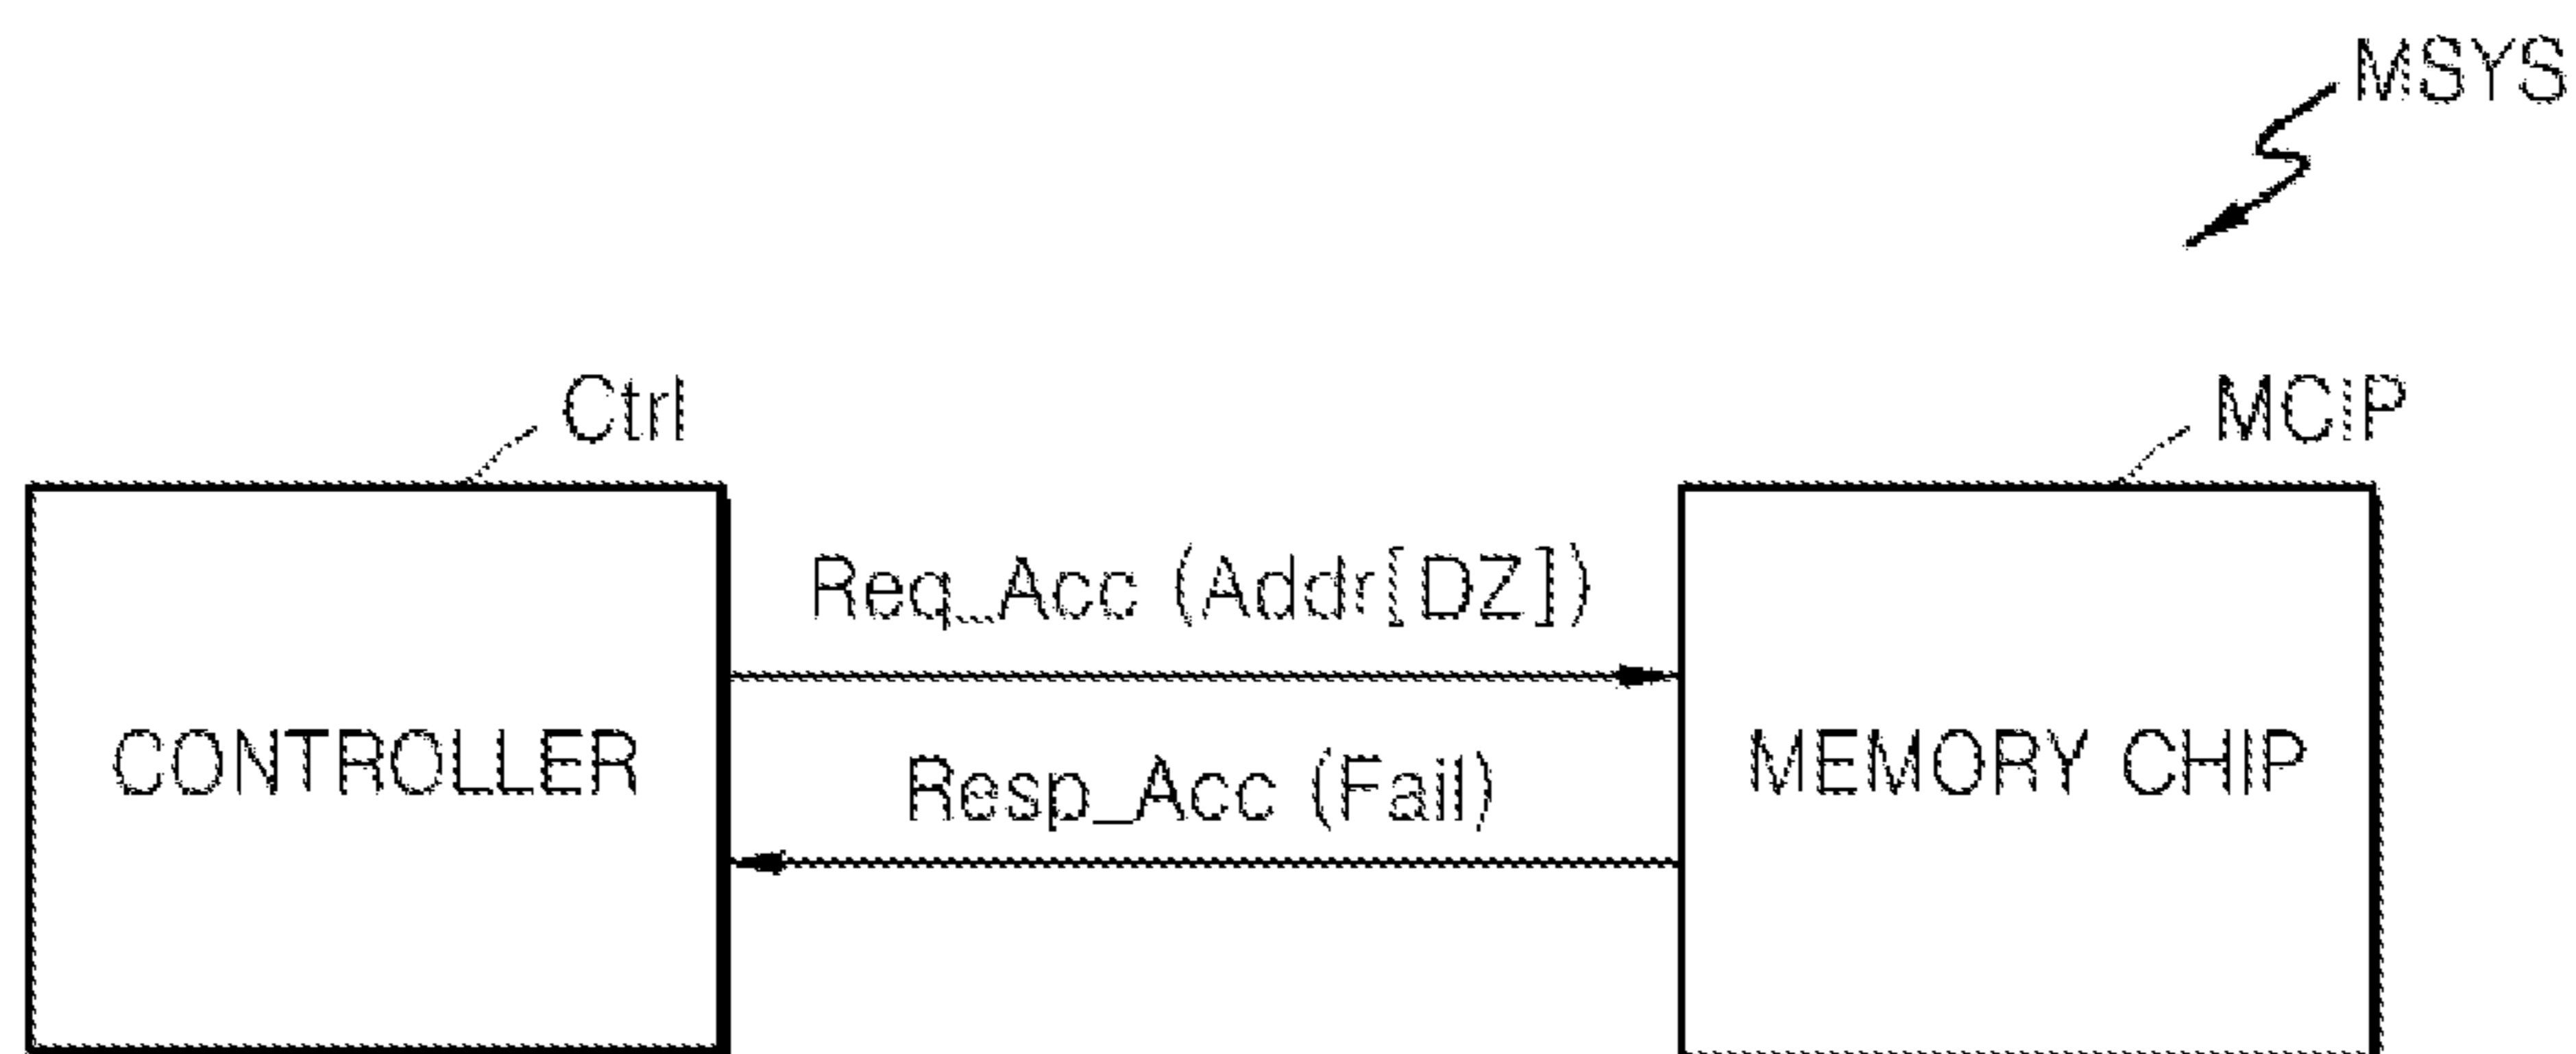 MSYS
Ctrl
MCIP
Req_Acc (Addr[DZ])
CONTROLLER
Resp_Acc (Fail)
MEMORY CHIP